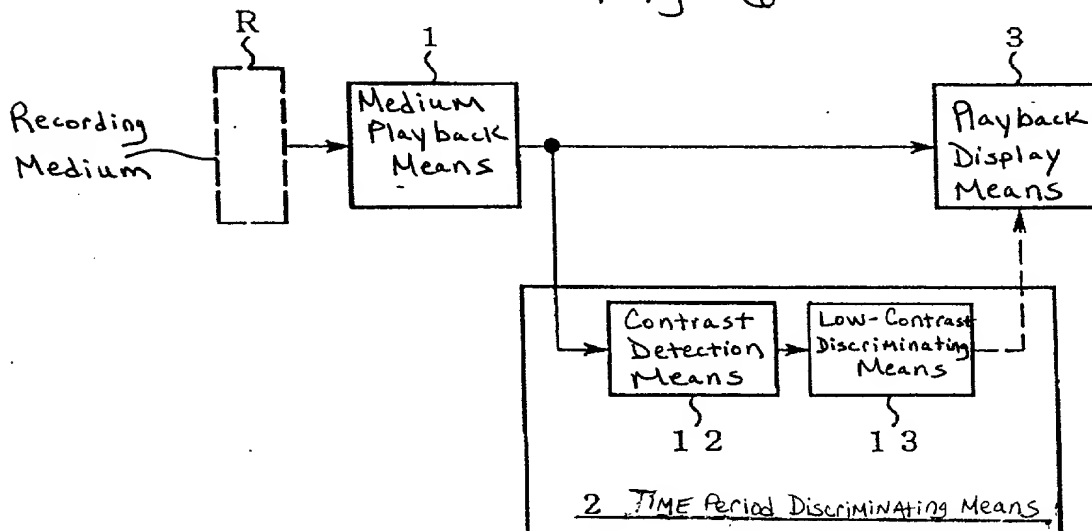 R
1
3
Recording
Medium
Medium
Playback
Means
Playback
Display
Means
Contrast
Detection
Means
Low-Contrast
Discriminating
Means
12
13
2 TIME Period Discriminating Means